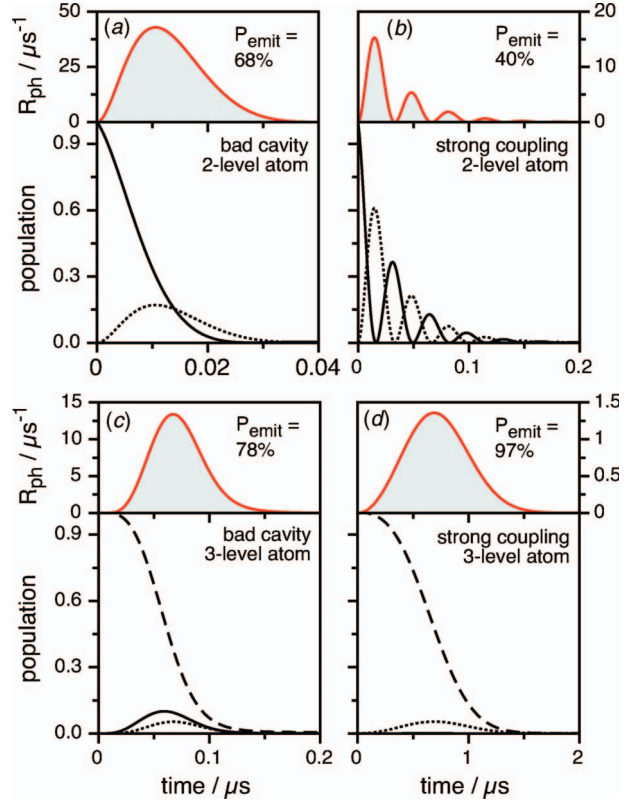 50
25
0
R_ph / µs⁻¹
(a)
P_emit =
68%
(b)
P_emit =
40%
20
10
0
0.9
0.6
0.3
0.0
population
bad cavity
2-level atom
strong coupling
2-level atom
0
0.02
0.04
0
0.1
0.2
15
10
5
0
R_ph / µs⁻¹
(c)
P_emit =
78%
(d)
P_emit =
97%
1.5
1
0.5
0
0.9
0.6
0.3
0.0
population
bad cavity
3-level atom
strong coupling
3-level atom
0
0.1
0.2
0
1
2
time / µs
time / µs